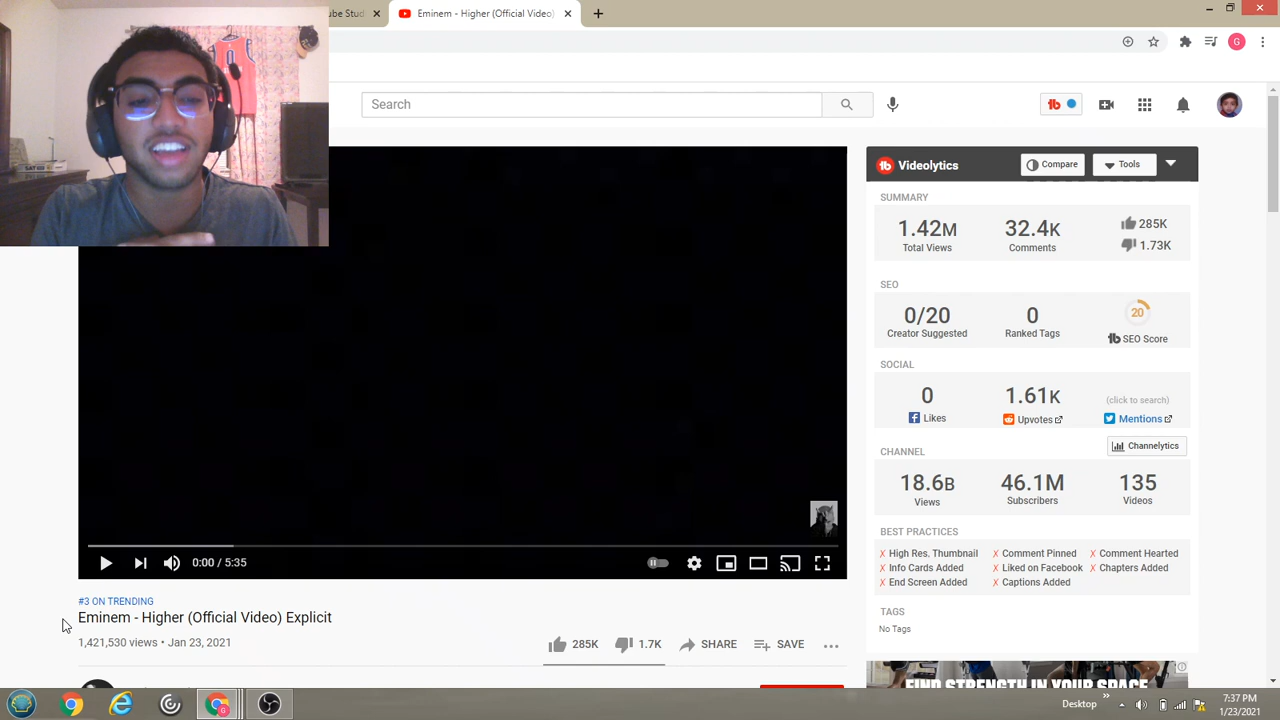 ube Stud
Eminem - Higher (Official Video)
G
Search
tb
Videolytics
Compare
Tools
SUMMARY
1.42M
Total Views
32.4K
Comments
285K
1.73K
SEO
0/20
Creator Suggested
0
Ranked Tags
20
SEO Score
SOCIAL
0
Likes
1.61K
Upvotes
(click to search)
Mentions
CHANNEL
Channelytics
18.6B
Views
46.1M
Subscribers
135
Videos
BEST PRACTICES
X High Res. Thumbnail
X Comment Pinned
X Comment Hearted
X Info Cards Added
X Liked on Facebook
X Chapters Added
X End Screen Added
X Captions Added
TAGS
No Tags
0:00 / 5:35
#3 ON TRENDING
Eminem - Higher (Official Video) Explicit
1,421,530 views • Jan 23, 2021
285K
1.7K
SHARE
SAVE
FIND STRENGTH IN YOUR SPACE
Desktop
7:37 PM
1/23/2021